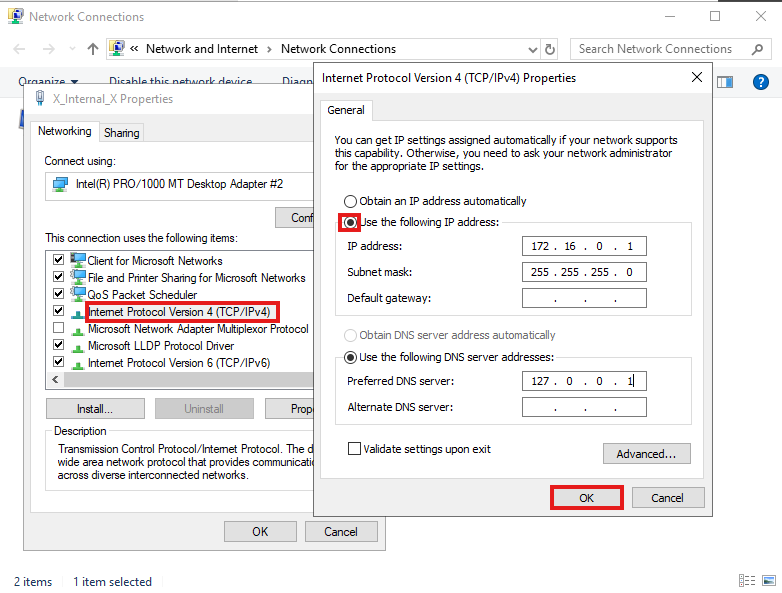 Network Connections
« Network and Internet > Network Connections
Search Network Connections
Organize Disable this network device Diagn
X_Internal_X Properties
Networking Sharing
Connect using:
Intel(R) PRO/1000 MT Desktop Adapter #2
Conf
This connection uses the following items:
Client for Microsoft Networks
File and Printer Sharing for Microsoft Networks
QoS Packet Scheduler
Internet Protocol Version 4 (TCP/IPv4)
Microsoft Network Adapter Multiplexor Protocol
Microsoft LLDP Protocol Driver
Internet Protocol Version 6 (TCP/IPv6)
Install... Uninstall Prop
Description
Transmission Control Protocol/Internet Protocol. The d
wide area network protocol that provides communicatio
across diverse interconnected networks.
OK Cancel
Internet Protocol Version 4 (TCP/IPv4) Properties
General
You can get IP settings assigned automatically if your network supports
this capability. Otherwise, you need to ask your network administrator
for the appropriate IP settings.
Obtain an IP address automatically
Use the following IP address:
IP address: 172 . 16 . 0 . 1
Subnet mask: 255 . 255 . 255 . 0
Default gateway: . . .
Obtain DNS server address automatically
Use the following DNS server addresses:
Preferred DNS server: 127 . 0 . 0 . 1
Alternate DNS server: . . .
Validate settings upon exit
Advanced...
OK Cancel
2 items 1 item selected